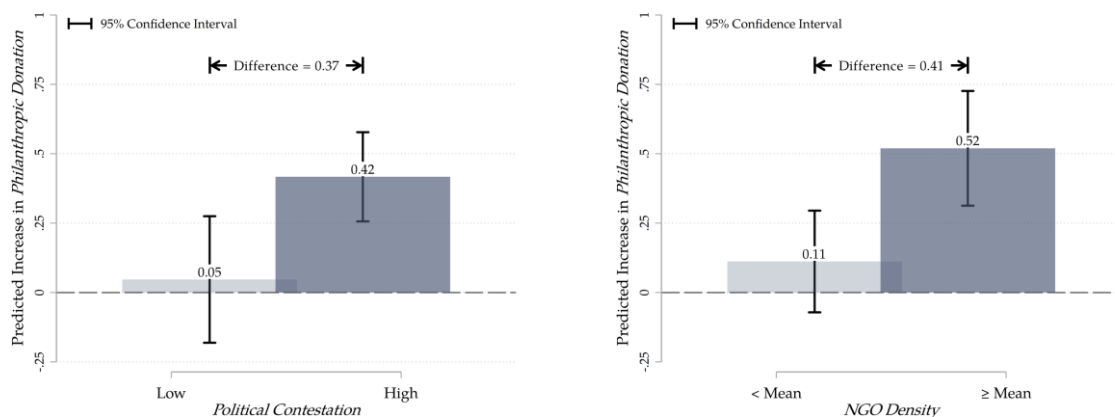 Predicted Increase in Philanthropic Donation
1
.75
.5
.25
0
-.25
95% Confidence Interval
Difference = 0.37
0.42
0.05
Low
High
Political Contestation
Predicted Increase in Philanthropic Donation
1
.75
.5
.25
0
-.25
95% Confidence Interval
Difference = 0.41
0.52
0.11
< Mean
≥ Mean
NGO Density